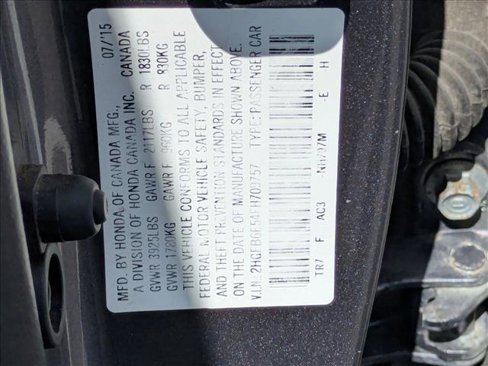 MFD. BY HONDA OF CANADA MFG., 07/15
A DIVISION OF HONDA CANADA INC. CANADA
GVWR 3925LBS GAWR F 2117LBS R 1830LBS
GVWR 1780KG GAWR F 960KG R 830KG
THIS VEHICLE CONFORMS TO ALL APPLICABLE
FEDERAL MOTOR VEHICLE SAFETY, BUMPER,
AND THEFT PREVENTION STANDARDS IN EFFECT
ON THE DATE OF MANUFACTURE SHOWN ABOVE.
V.I.N.: TYPE:PASSENGER CAR
TR7 F AC3 NH797M -E H